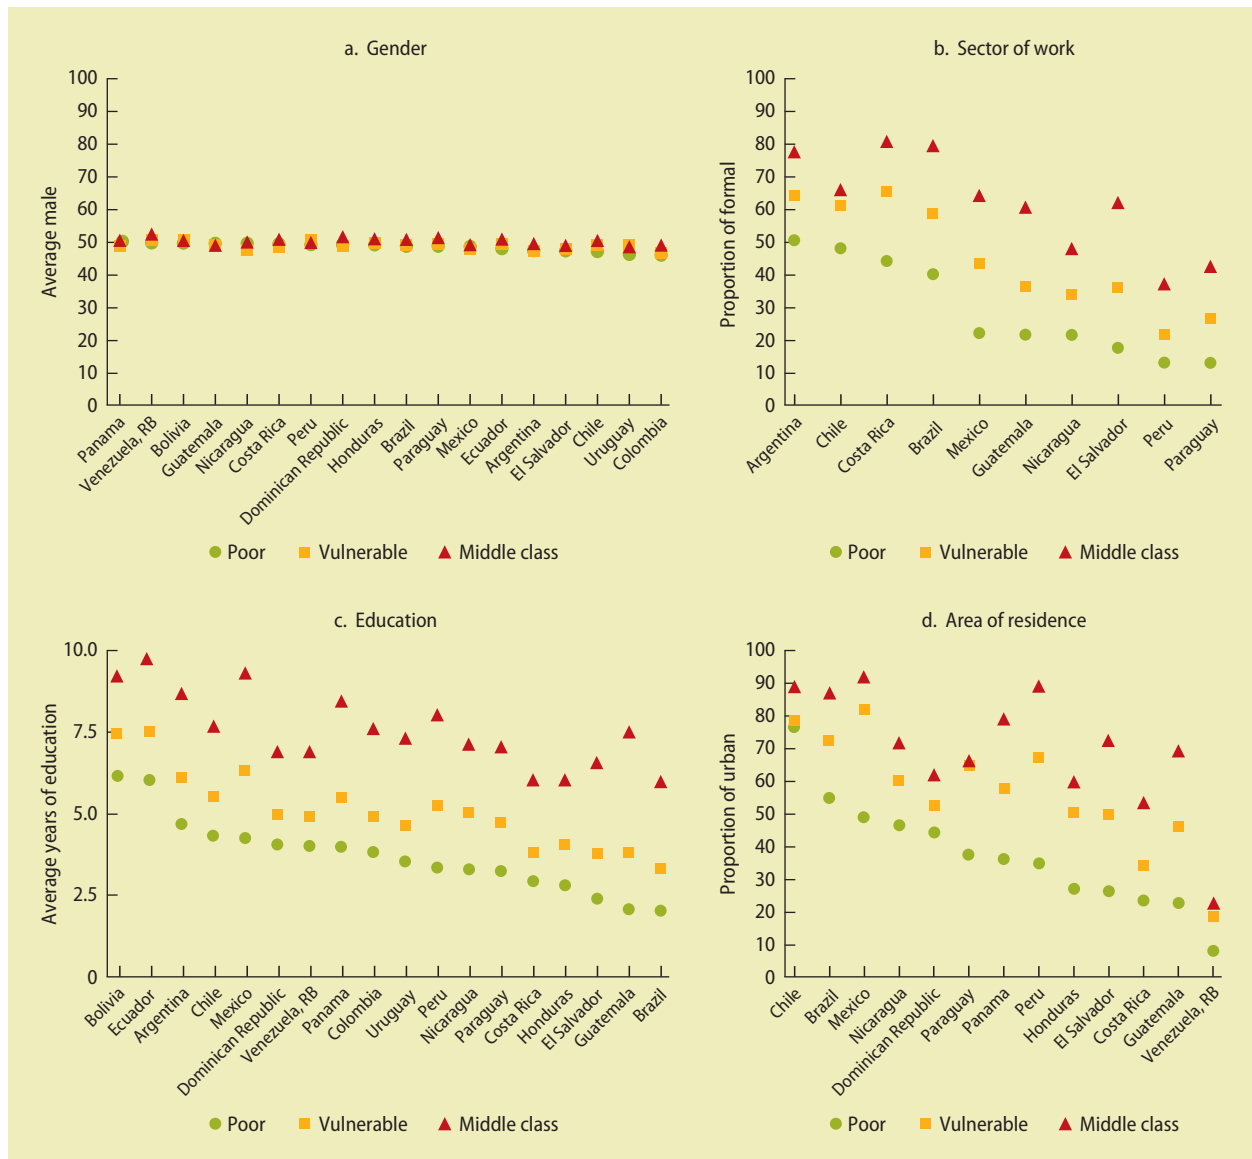 a. Gender
Average male
100
90
80
70
60
50
40
30
20
10
0
Panama
Venezuela, RB
Bolivia
Guatemala
Nicaragua
Costa Rica
Peru
Dominican Republic
Honduras
Brazil
Paraguay
Mexico
Ecuador
Argentina
El Salvador
Chile
Uruguay
Colombia
Poor Vulnerable Middle class
b. Sector of work
Proportion of formal
100
90
80
70
60
50
40
30
20
10
0
Argentina
Chile
Costa Rica
Brazil
Mexico
Guatemala
Nicaragua
El Salvador
Peru
Paraguay
Poor Vulnerable Middle class
c. Education
Average years of education
10.0
7.5
5.0
2.5
0
Bolivia
Ecuador
Argentina
Chile
Mexico
Dominican Republic
Venezuela, RB
Panama
Colombia
Uruguay
Peru
Nicaragua
Paraguay
Costa Rica
Honduras
El Salvador
Guatemala
Brazil
Poor Vulnerable Middle class
d. Area of residence
Proportion of urban
100
90
80
70
60
50
40
30
20
10
0
Chile
Brazil
Mexico
Nicaragua
Dominican Republic
Paraguay
Panama
Peru
Honduras
El Salvador
Costa Rica
Guatemala
Venezuela, RB
Poor Vulnerable Middle class